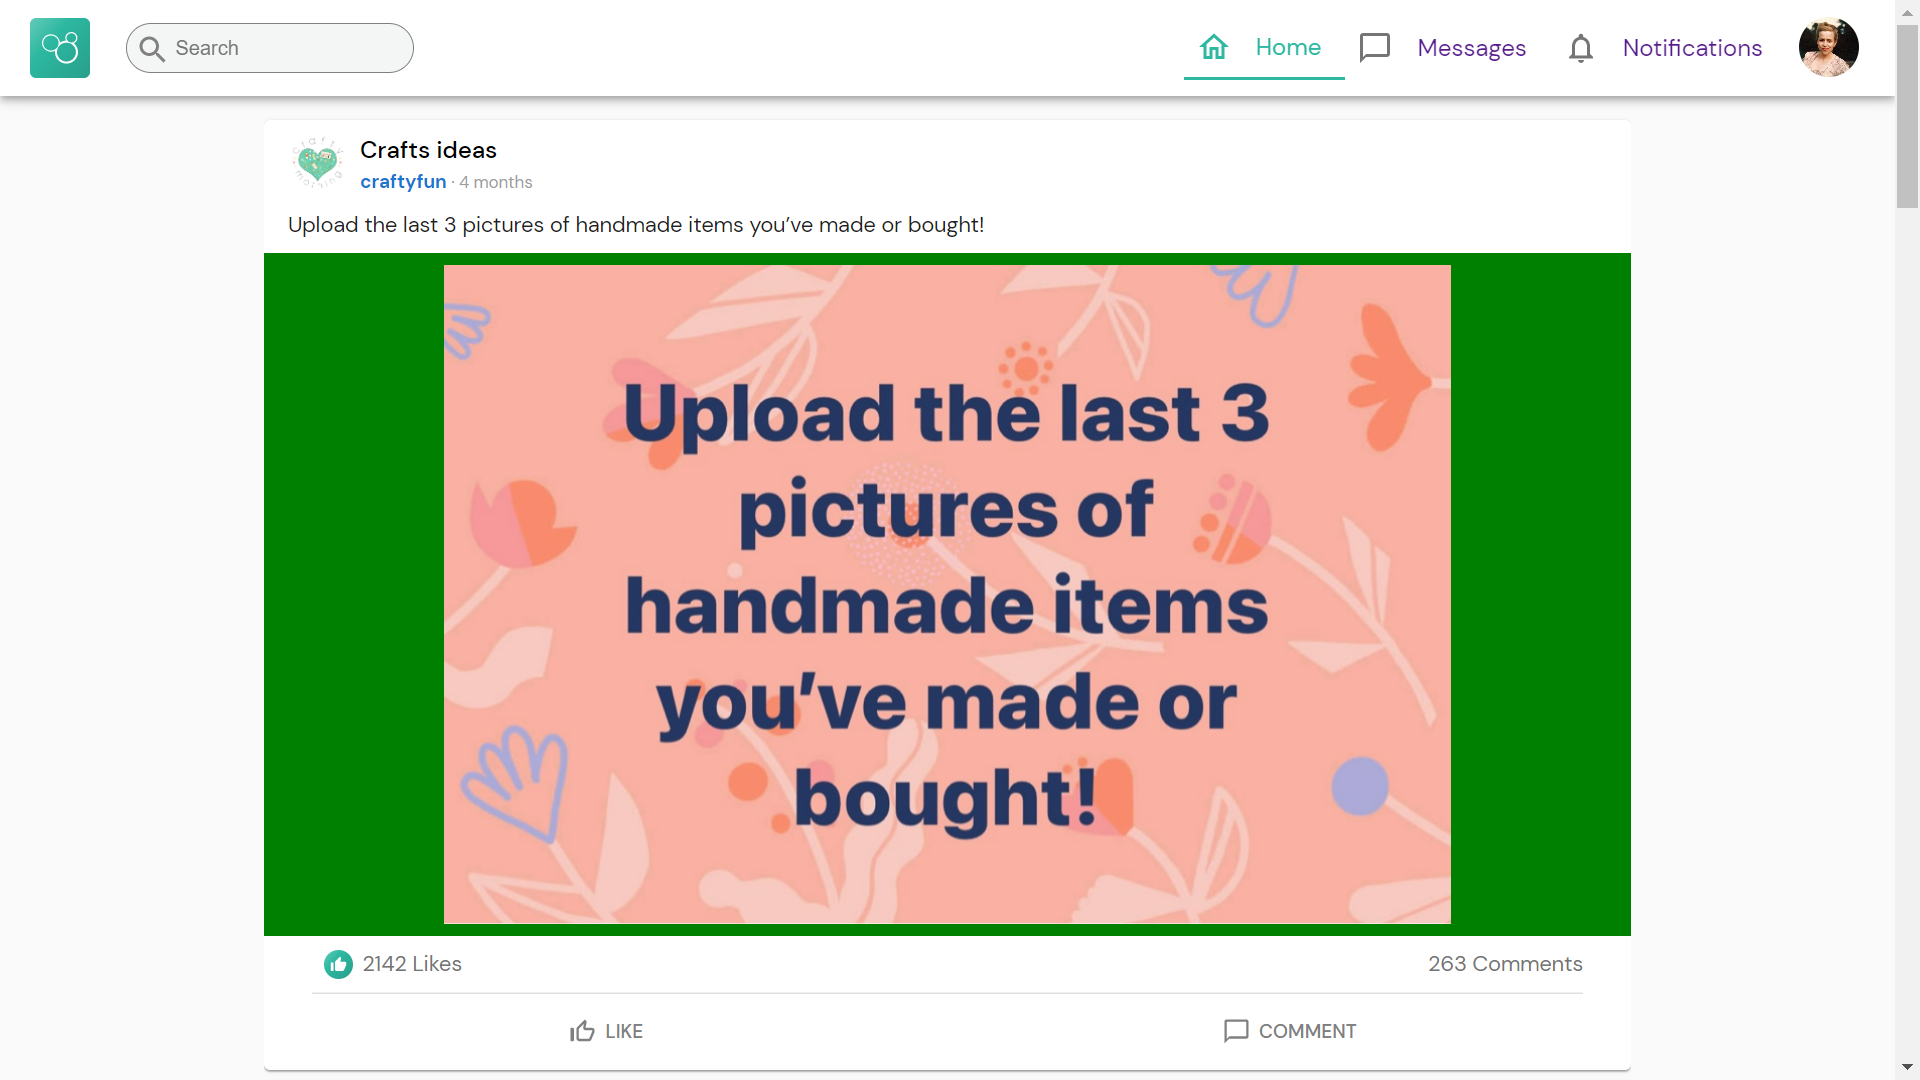 Search
Home
Messages
Notifications
crafty
morning
Crafts ideas
craftyfun · 4 months
Upload the last 3 pictures of handmade items you’ve made or bought!
Upload the last 3
pictures of
handmade items
you’ve made or
bought!
2142 Likes
263 Comments
LIKE
COMMENT